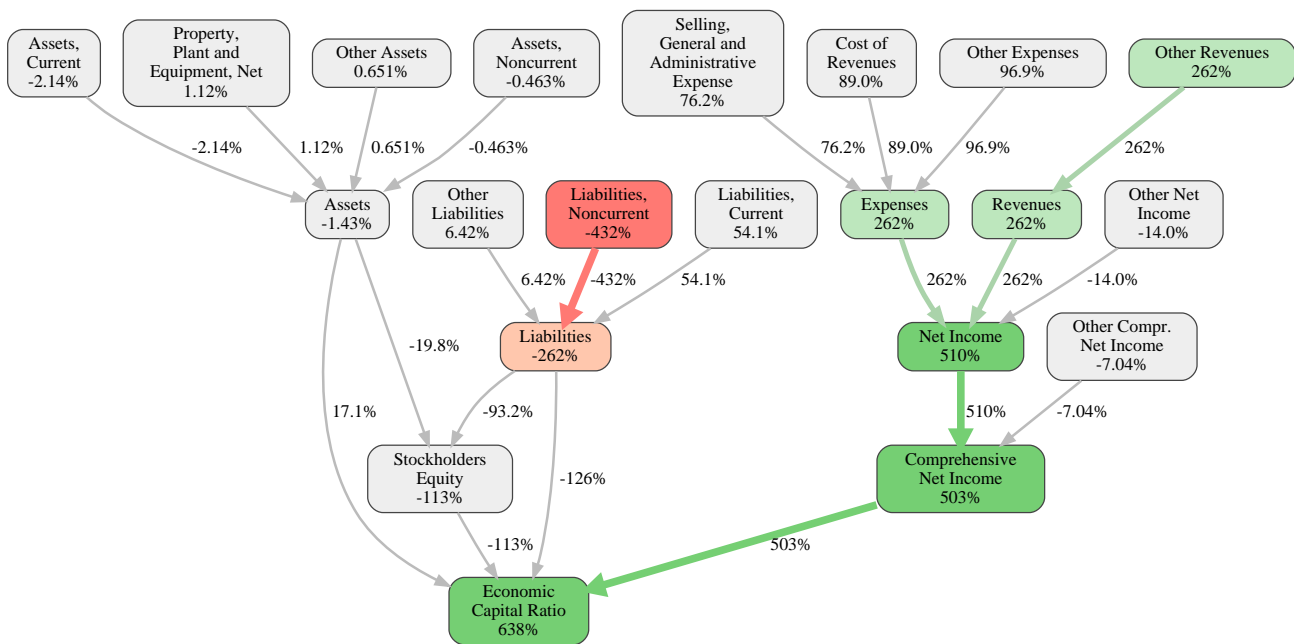 Assets,
Current
-2.14%
Property,
Plant and
Equipment, Net
1.12%
Other Assets
0.651%
Assets,
Noncurrent
-0.463%
Selling,
General and
Administrative
Expense
76.2%
Cost of
Revenues
89.0%
Other Expenses
96.9%
Other Revenues
262%
-2.14%
1.12%
0.651%
-0.463%
76.2%
89.0%
96.9%
262%
Assets
-1.43%
Other
Liabilities
6.42%
Liabilities,
Noncurrent
-432%
Liabilities,
Current
54.1%
Expenses
262%
Revenues
262%
Other Net
Income
-14.0%
6.42%
-432%
54.1%
262%
262%
-14.0%
-19.8%
Liabilities
-262%
Net Income
510%
Other Compr.
Net Income
-7.04%
17.1%
-93.2%
510%
-7.04%
Stockholders
Equity
-113%
-126%
Comprehensive
Net Income
503%
-113%
503%
Economic
Capital Ratio
638%